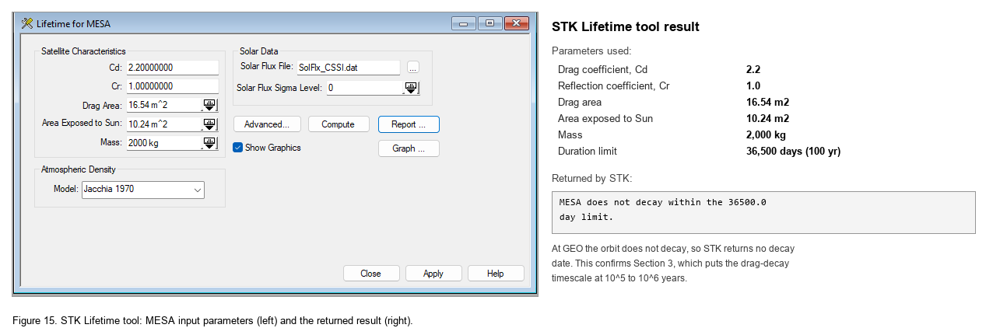 Lifetime for MESA
Satellite Characteristics
Cd: 2.20000000
Cr: 1.00000000
Drag Area: 16.54 m^2
Area Exposed to Sun: 10.24 m^2
Mass: 2000 kg
Atmospheric Density
Model: Jacchia 1970
Solar Data
Solar Flux File: SolFlx_CSSI.dat ...
Solar Flux Sigma Level: 0
Advanced... Compute Report ...
Show Graphics Graph ...
Close Apply Help
STK Lifetime tool result
Parameters used:
Drag coefficient, Cd 2.2
Reflection coefficient, Cr 1.0
Drag area 16.54 m2
Area exposed to Sun 10.24 m2
Mass 2,000 kg
Duration limit 36,500 days (100 yr)
Returned by STK:
MESA does not decay within the 36500.0
day limit.
At GEO the orbit does not decay, so STK returns no decay
date. This confirms Section 3, which puts the drag-decay
timescale at 10^5 to 10^6 years.
Figure 15. STK Lifetime tool: MESA input parameters (left) and the returned result (right).